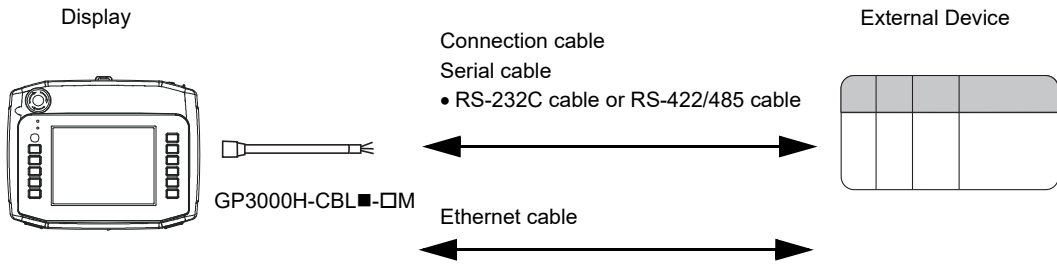 Display
External Device
Connection cable
Serial cable
• RS-232C cable or RS-422/485 cable
GP3000H-CBL■-□M
Ethernet cable